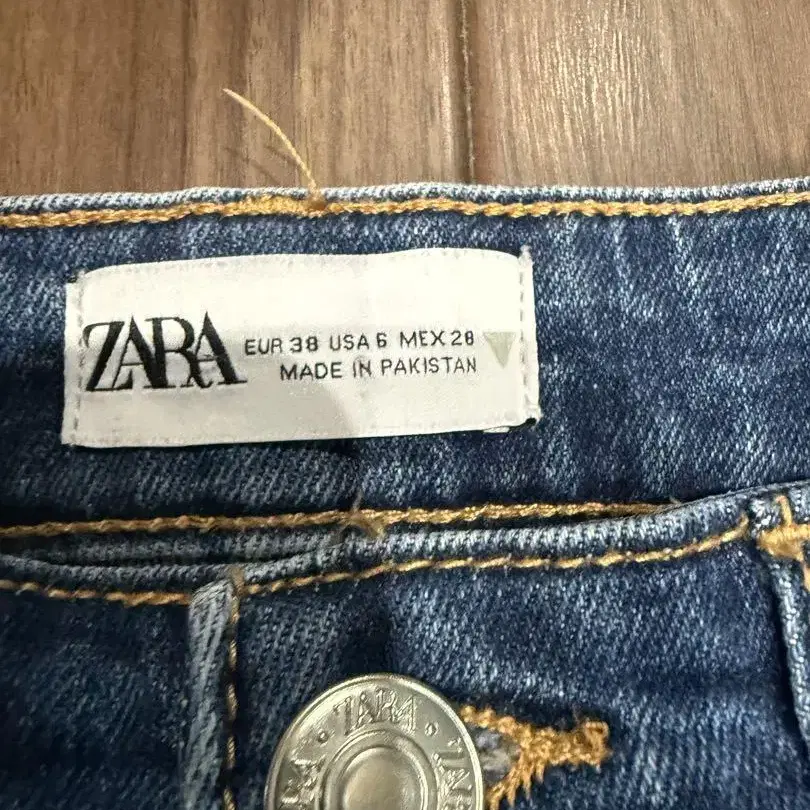 ZARA
EUR 38 USA 6 MEX 28
MADE IN PAKISTAN
ZARA